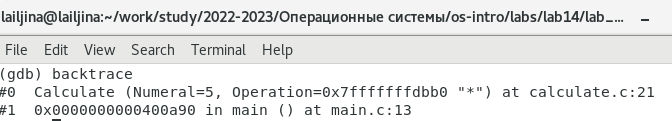 lailjina@lailjina:~/work/study/2022-2023/Операционные системы/os-intro/labs/lab14/lab_...
File Edit View Search Terminal Help
(gdb) backtrace
#0  Calculate (Numeral=5, Operation=0x7fffffffdbb0 "*") at calculate.c:21
#1  0x0000000000400a90 in main () at main.c:13